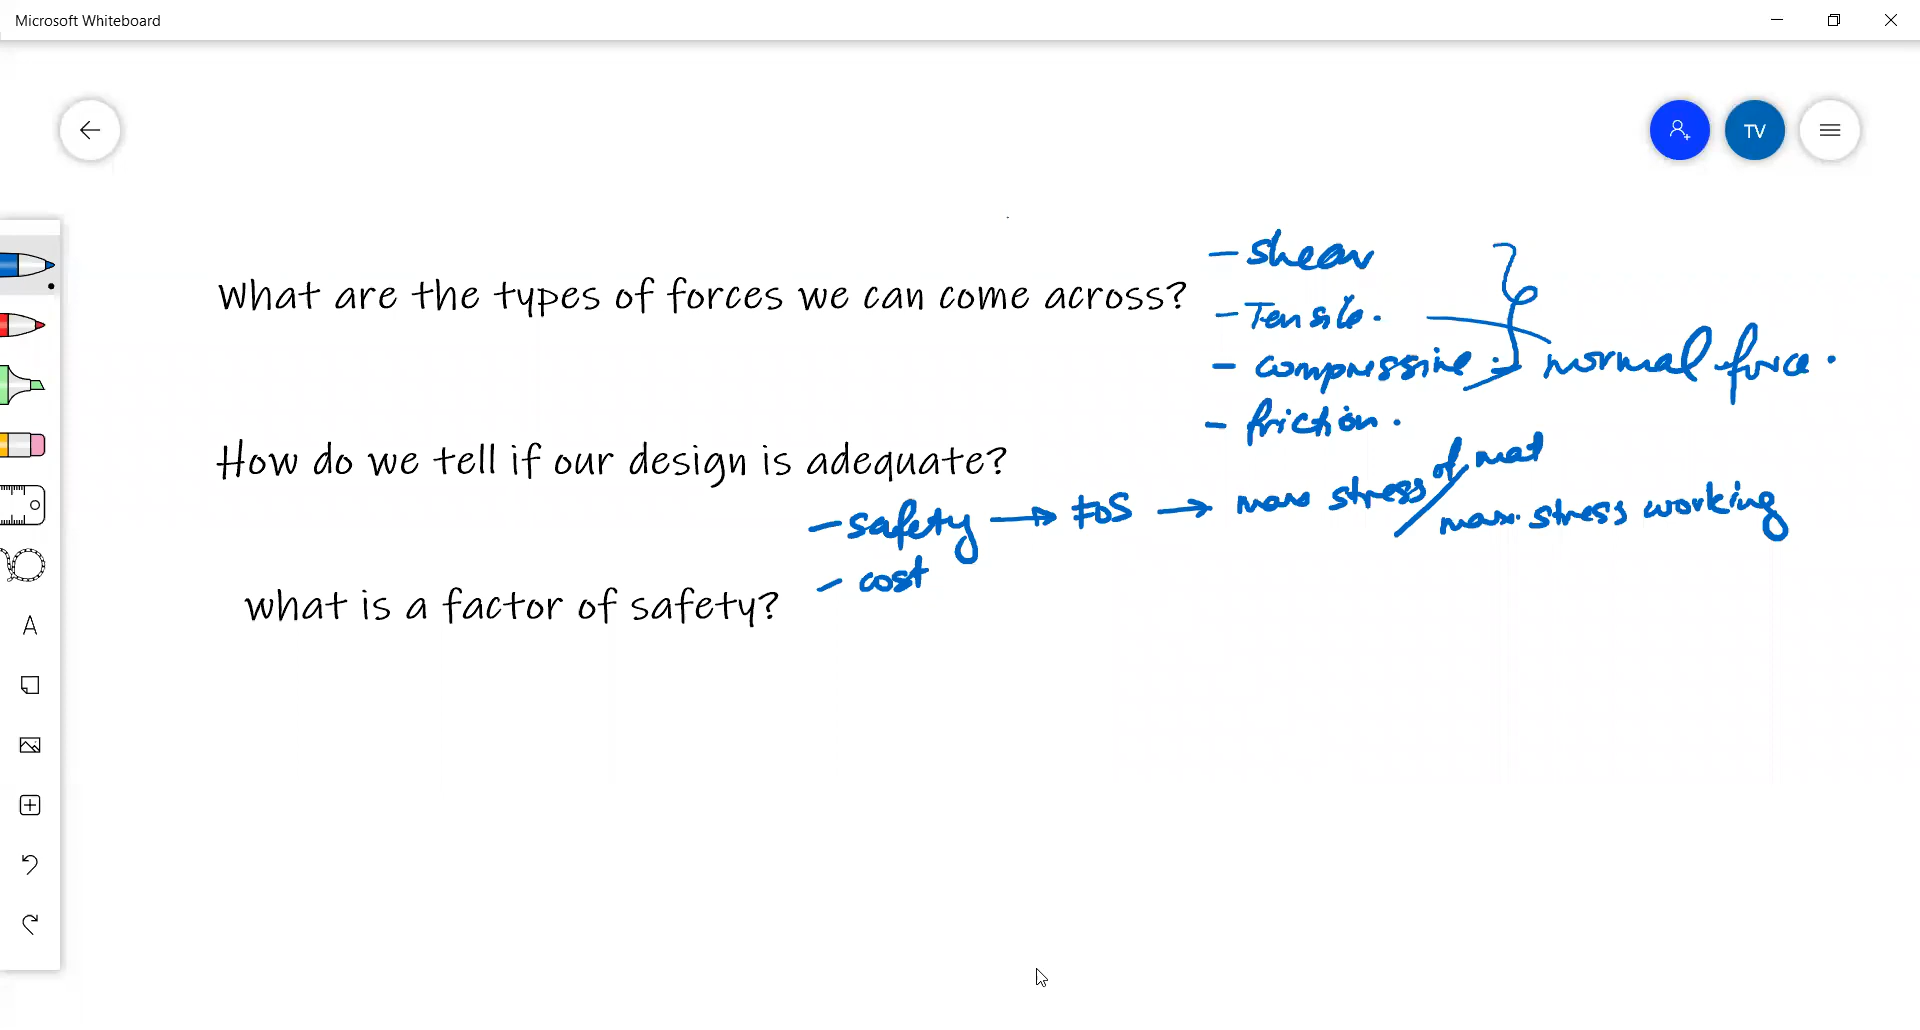 Microsoft Whiteboard
TV
- shear
What are the types of forces we can come across?
- Tensile.
- compressive.
normal force.
- friction.
How do we tell if our design is adequate?
- safety → FOS → max stress of mat / max. stress working
- cost
what is a factor of safety?
A